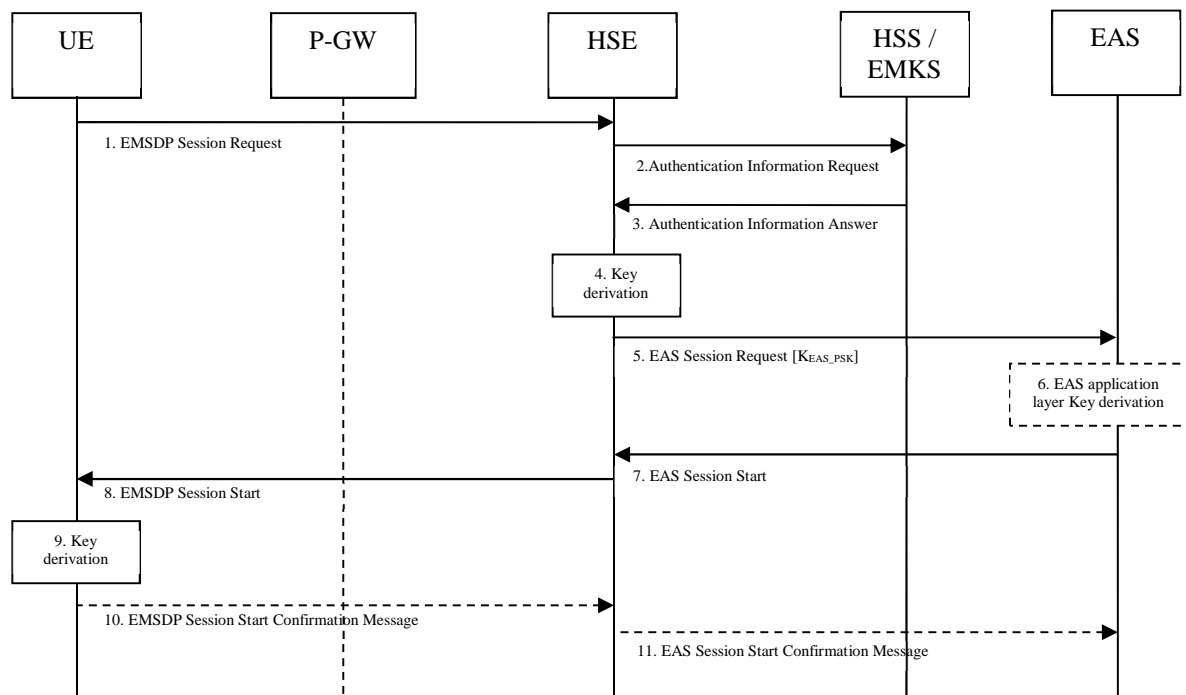 UE
P-GW
HSE
HSS /
EMKS
EAS
1. EMSDP Session Request
2.Authentication Information Request
3. Authentication Information Answer
4. Key
derivation
5. EAS Session Request [KEAS_PSK]
6. EAS application
layer Key derivation
7. EAS Session Start
8. EMSDP Session Start
9. Key
derivation
10. EMSDP Session Start Confirmation Message
11. EAS Session Start Confirmation Message